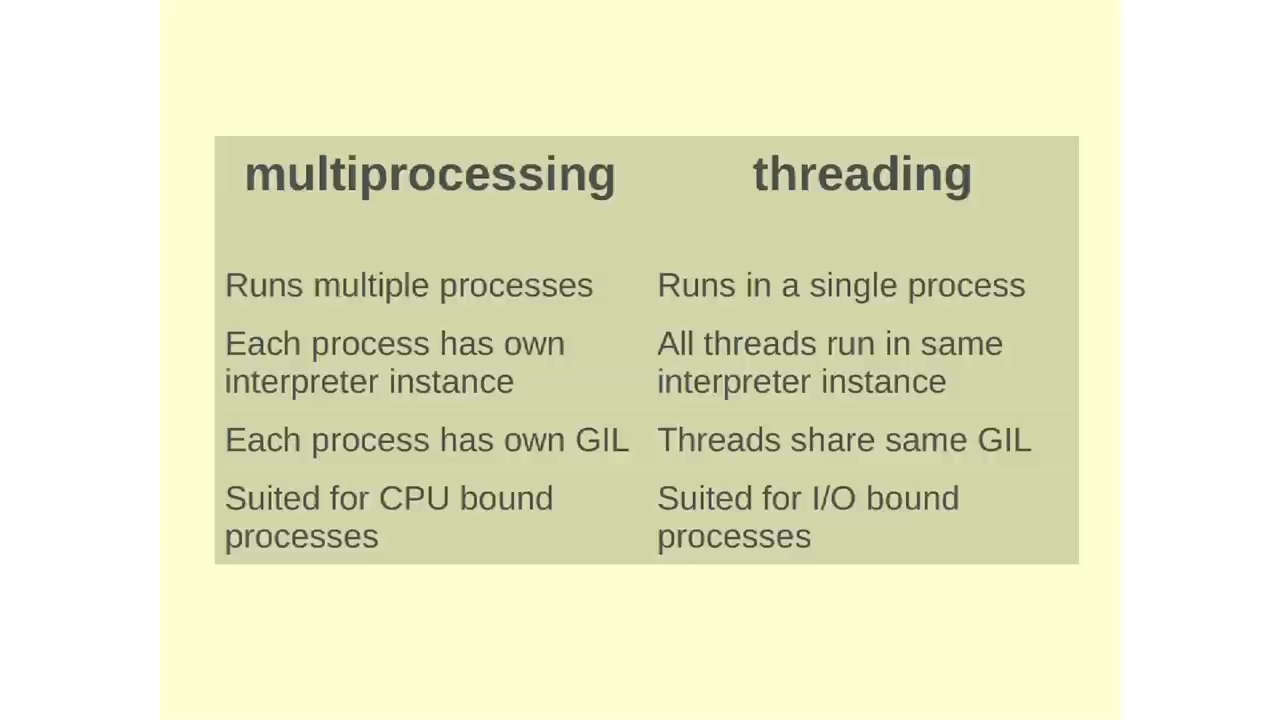 multiprocessing threading
Runs multiple processes Runs in a single process
Each process has own All threads run in same
interpreter instance interpreter instance
Each process has own GIL Threads share same GIL
Suited for CPU bound Suited for I/O bound
processes processes